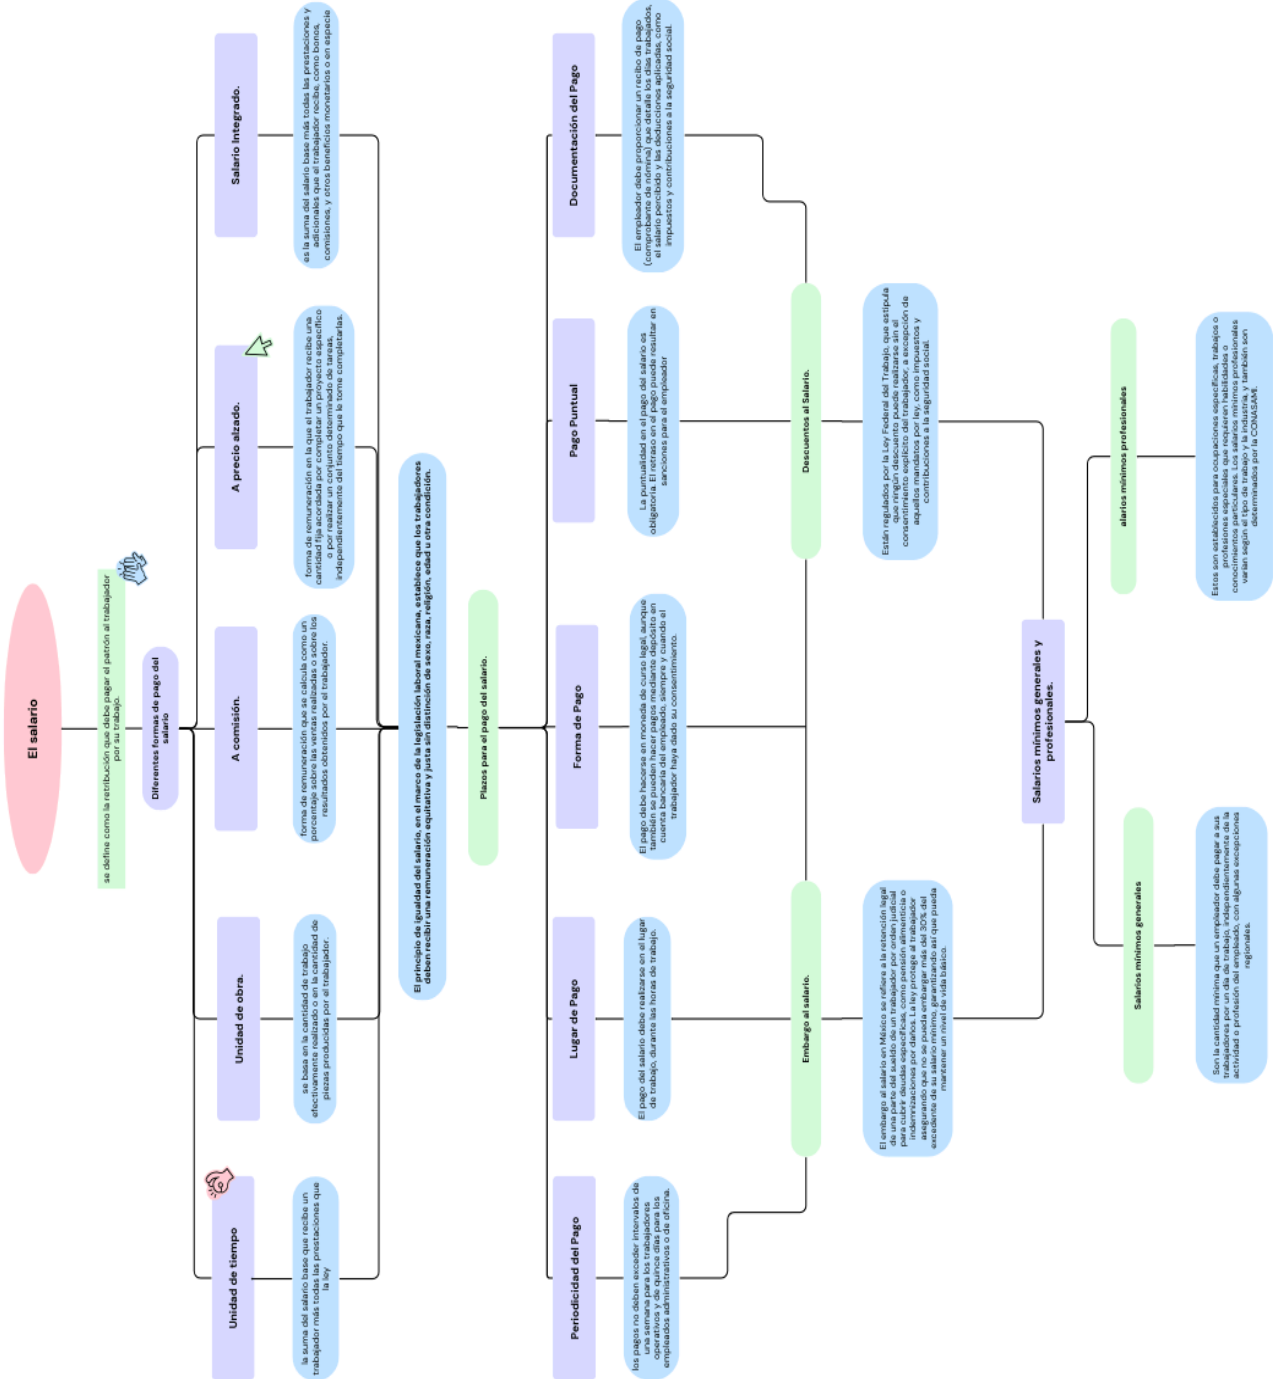 El salario
se define como la retribución que debe pagar el patrón al trabajador
por su trabajo.
Diferentes formas de pago del
salario
Unidad de tiempo
la suma del salario base que recibe un
trabajador más todas las prestaciones que
la ley
Unidad de obra.
se basa en la cantidad de trabajo
efectivamente realizado o en la cantidad de
piezas producidas por el trabajador.
A comisión.
forma de remuneración que se calcula como un
porcentaje sobre las ventas realizadas o sobre los
resultados obtenidos por el trabajador.
A precio alzado.
forma de remuneración en la que el trabajador recibe una
cantidad fija acordada por completar un proyecto específico
o por realizar un conjunto determinado de tareas,
independientemente del tiempo que le tome completarlas.
Salario Integrado.
es la suma del salario base más todas las prestaciones y
adicionales que el trabajador recibe, como bonos,
comisiones, y otros beneficios monetarios o en especie
El principio de igualdad del salario, en el marco de la legislación laboral mexicana, establece que los trabajadores
deben recibir una remuneración equitativa y justa sin distinción de sexo, raza, religión, edad u otra condición.
Plazos para el pago del salario.
Periodicidad del Pago
los pagos no deben exceder intervalos de
una semana para los trabajadores
operativos y de quince días para los
empleados administrativos o de oficina.
Lugar de Pago
El pago del salario debe realizarse en el lugar
de trabajo, durante las horas de trabajo.
Forma de Pago
El pago debe hacerse en moneda de curso legal, aunque
también se pueden hacer pagos mediante depósito en
cuenta bancaria del empleado, siempre y cuando el
trabajador haya dado su consentimiento.
Pago Puntual
La puntualidad en el pago del salario es
obligatoria. El retraso en el pago puede resultar en
sanciones para el empleador
Documentación del Pago
El empleador debe proporcionar un recibo de pago
(comprobante de nómina) que detalle los días trabajados,
el salario percibido y las deducciones aplicadas, como
impuestos y contribuciones a la seguridad social.
Embargo al salario.
El embargo al salario en México se refiere a la retención legal
de una parte del sueldo de un trabajador por orden judicial
para cubrir deudas específicas, como pensión alimenticia o
indemnizaciones por daños. La ley protege al trabajador
asegurando que no se pueda embargar más del 30% del
excedente de su salario mínimo, garantizando así que pueda
mantener un nivel de vida básico.
Descuentos al Salario.
Están regulados por la Ley Federal del Trabajo, que estipula
que ningún descuento puede realizarse sin el
consentimiento explícito del trabajador, a excepción de
aquellos mandatos por ley, como impuestos y
contribuciones a la seguridad social.
Salarios mínimos generales y
profesionales.
Salarios mínimos generales
Son la cantidad mínima que un empleador debe pagar a sus
trabajadores por un día de trabajo, independientemente de la
actividad o profesión del empleado, con algunas excepciones
regionales.
alarios mínimos profesionales
Estos son establecidos para ocupaciones específicas, trabajos o
profesiones especiales que requieren habilidades o
conocimientos particulares. Los salarios mínimos profesionales
varían según el tipo de trabajo y la industria, y también son
determinados por la CONASAMI.